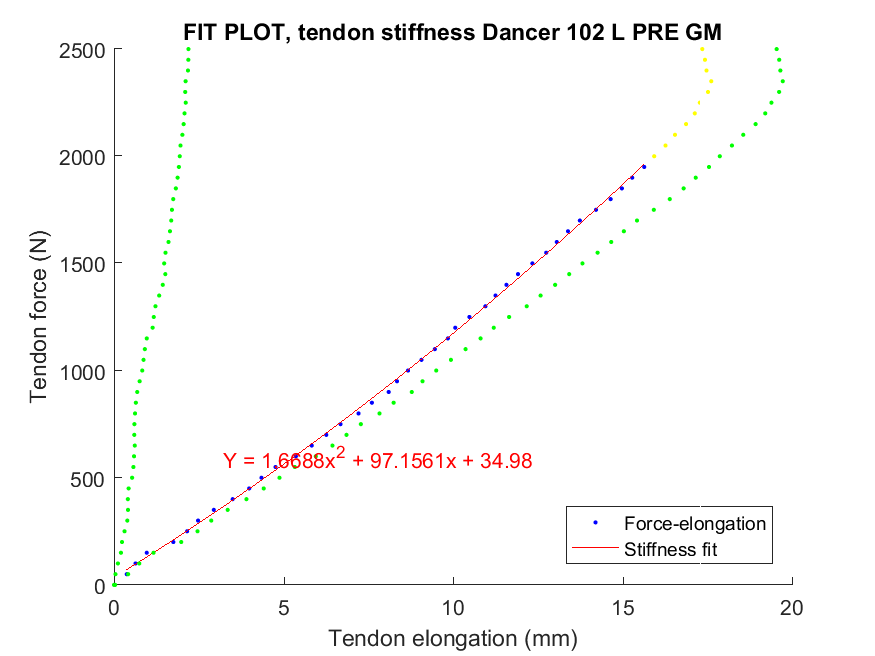 FIT PLOT, tendon stiffness Dancer 102 L PRE GM
2500
2000
1500
1000
500
0
Tendon force (N)
Y = 1.6688x² + 97.1561x + 34.98
Force-elongation
Stiffness fit
0 5 10 15 20
Tendon elongation (mm)